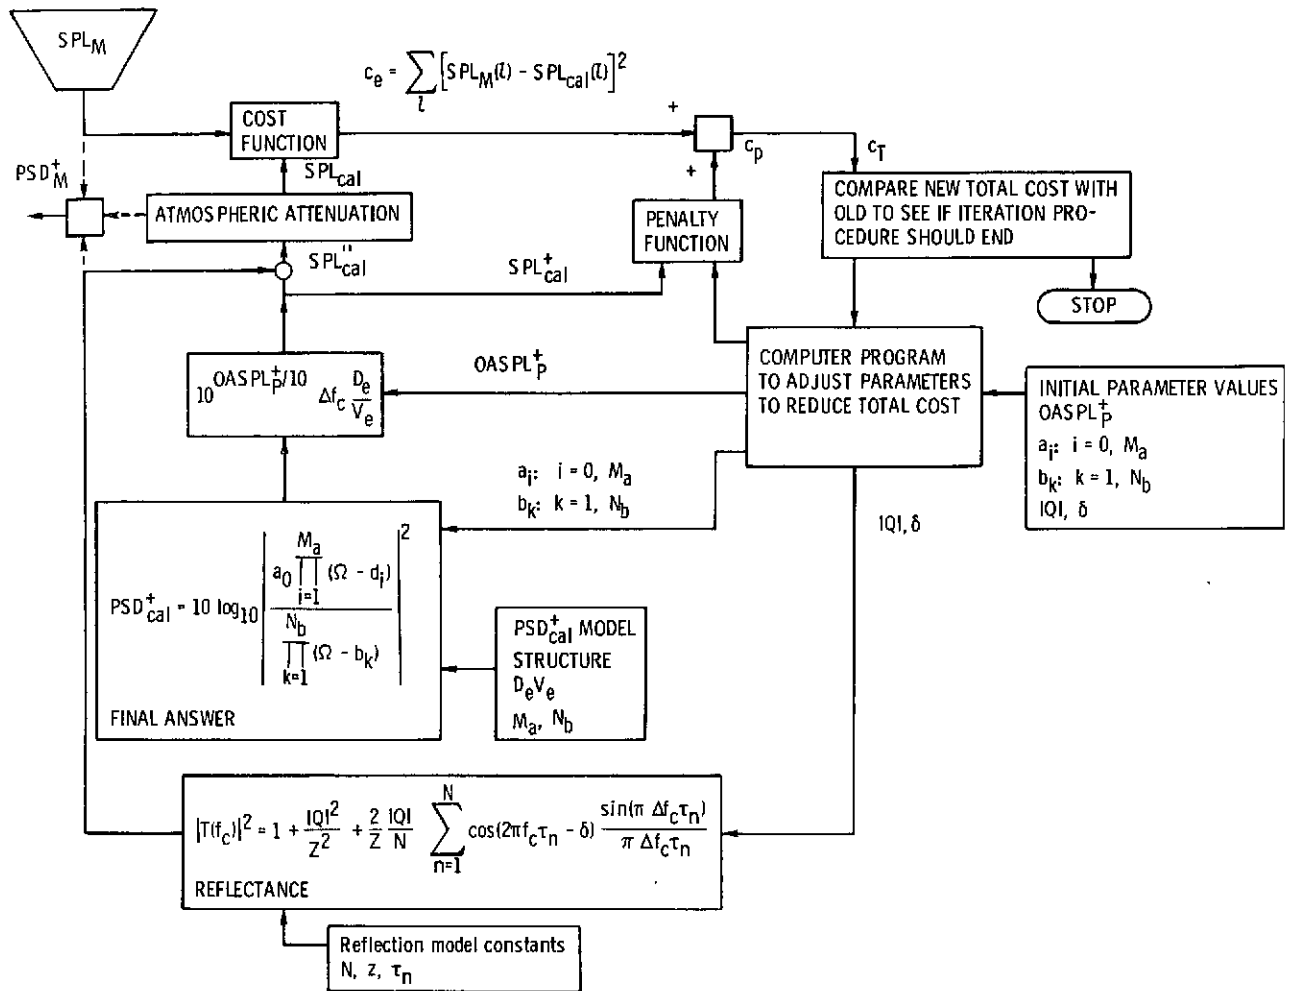 SPL_M
c_e = ∑_l [SPL_M(l) - SPL_cal(l)]^2
COST
FUNCTION
+
c_p
c_T
PSD_M^+
SPL_cal
+
ATMOSPHERIC ATTENUATION
PENALTY
FUNCTION
COMPARE NEW TOTAL COST WITH
OLD TO SEE IF ITERATION PRO-
CEDURE SHOULD END
SPL_cal^''
SPL_cal^+
STOP
10^{OASPL_P^+/10} Δf_c D_e/V_e
OASPL_P^+
COMPUTER PROGRAM
TO ADJUST PARAMETERS
TO REDUCE TOTAL COST
INITIAL PARAMETER VALUES
OASPL_P^+
a_i: i = 0, M_a
b_k: k = 1, N_b
|Q|, δ
a_i: i = 0, M_a
b_k: k = 1, N_b
|Q|, δ
PSD_cal^+ = 10 log_10 | a_0 ∏_{i=1}^{M_a} (Ω - d_i) / ∏_{k=1}^{N_b} (Ω - b_k) |^2
FINAL ANSWER
PSD_cal^+ MODEL
STRUCTURE
D_e V_e
M_a, N_b
|T(f_c)|^2 = 1 + |Q|^2/Z^2 + 2/Z |Q|/N ∑_{n=1}^{N} cos(2πf_cτ_n - δ) sin(π Δf_cτ_n)/π Δf_cτ_n
REFLECTANCE
Reflection model constants
N, z, τ_n